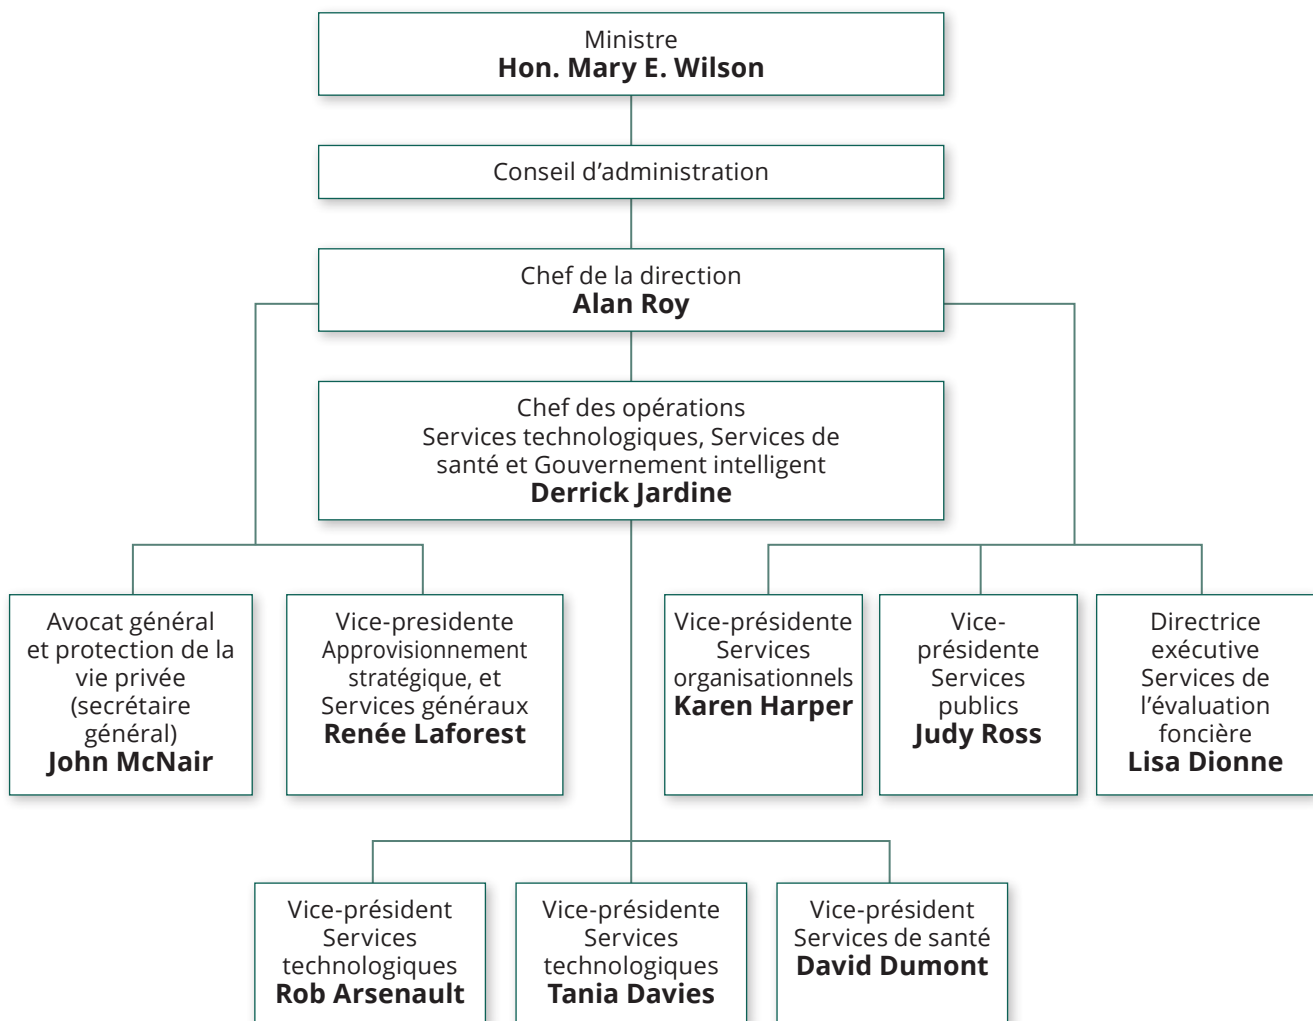 Ministre
Hon. Mary E. Wilson
Conseil d’administration
Chef de la direction
Alan Roy
Chef des opérations
Services technologiques, Services de
santé et Gouvernement intelligent
Derrick Jardine
Avocat général
et protection de la
vie privée
(secrétaire
général)
John McNair
Vice-presidente
Approvisionnement
stratégique, et
Services généraux
Renée Laforest
Vice-présidente
Services
organisationnels
Karen Harper
Vice-
présidente
Services
publics
Judy Ross
Directrice
exécutive
Services de
l’évaluation
foncière
Lisa Dionne
Vice-président
Services
technologiques
Rob Arsenault
Vice-présidente
Services
technologiques
Tania Davies
Vice-président
Services de santé
David Dumont